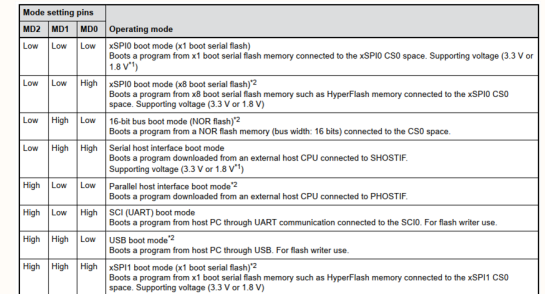 Mode setting pins
MD2 MD1 MD0 Operating mode
Low Low Low xSPI0 boot mode (x1 boot serial flash)
Boots a program from x1 boot serial flash memory connected to the xSPI0 CS0 space. Supporting voltage (3.3 V or
1.8 V*1)
Low Low High xSPI0 boot mode (x8 boot serial flash)*2
Boots a program from x8 boot serial flash memory such as HyperFlash memory connected to the xSPI0 CS0
space. Supporting voltage (3.3 V or 1.8 V)
Low High Low 16-bit bus boot mode (NOR flash)*2
Boots a program from a NOR flash memory (bus width: 16 bits) connected to the CS0 space.
Low High High Serial host interface boot mode
Boots a program downloaded from an external host CPU connected to SHOSTIF.
Supporting voltage (3.3 V or 1.8 V*1)
High Low Low Parallel host interface boot mode*2
Boots a program downloaded from an external host CPU connected to PHOSTIF.
High Low High SCI (UART) boot mode
Boots a program from host PC through UART communication connected to the SCI0. For flash writer use.
High High Low USB boot mode*2
Boots a program from host PC through USB. For flash writer use.
High High High xSPI1 boot mode (x1 boot serial flash)*2
Boots a program from x1 boot serial flash memory such as HyperFlash memory connected to the xSPI1 CS0
space. Supporting voltage (3.3 V or 1.8 V)